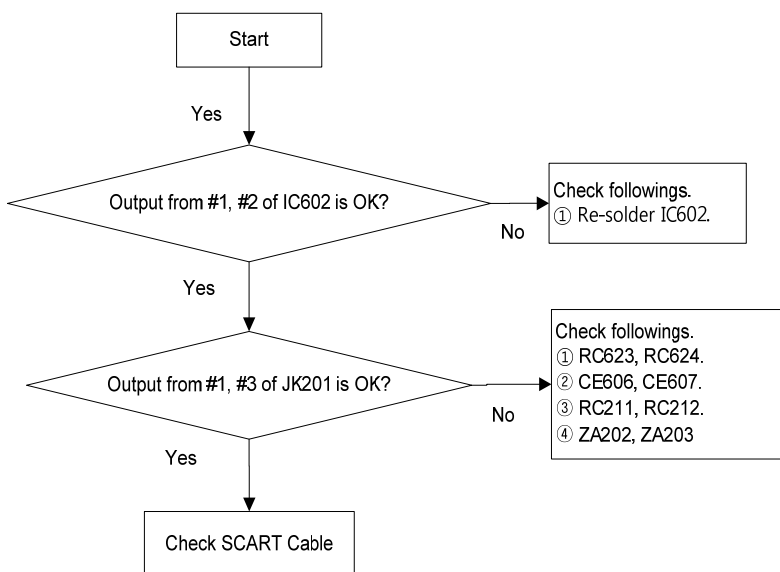 Start
Yes
Output from #1, #2 of IC602 is OK?
No
Check followings.
① Re-solder IC602.
Yes
Output from #1, #3 of JK201 is OK?
No
Check followings.
① RC623, RC624.
② CE606, CE607.
③ RC211, RC212.
④ ZA202, ZA203
Yes
Check SCART Cable